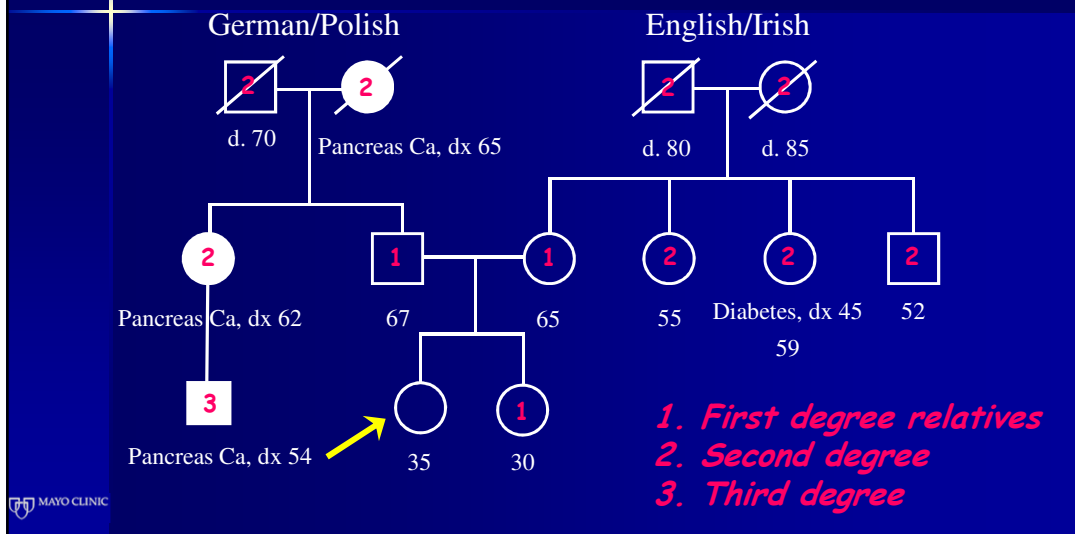 German/Polish English/Irish
2 2 2 2
d. 70 Pancreas Ca, dx 65 d. 80 d. 85
2 1 1 2 2 2
Pancreas Ca, dx 62 67 65 55 Diabetes, dx 45 52
59
3 1
Pancreas Ca, dx 54 35 30
1. First degree relatives
2. Second degree
3. Third degree
MAYO CLINIC